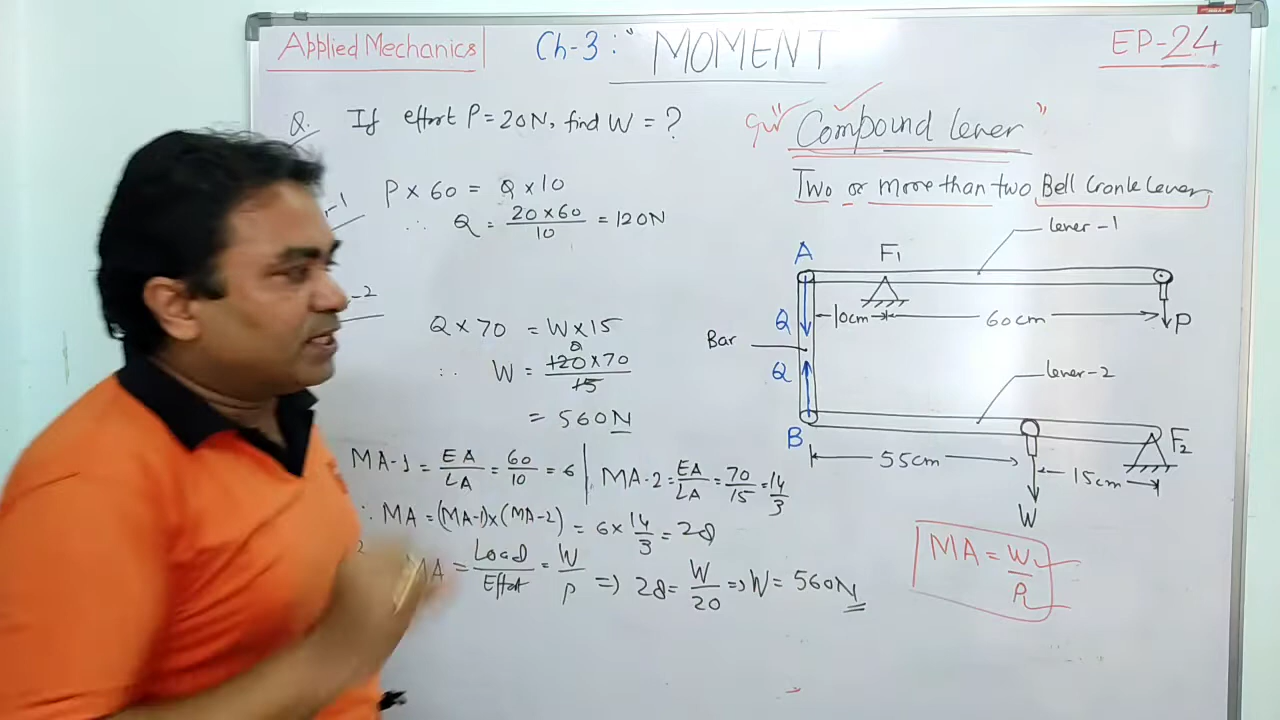 Applied Mechanics
Ch-3 : " MOMENT
EP-24
Q. If effort P = 20N, find W = ?
P × 60 = Q × 10
∴ Q = 20×60/10 = 120N
-2
Q × 70 = W×15
8
∴ W = 120×70/15
= 560N
MA-1 = EA/LA = 60/10 = 6
MA-2 = EA/LA = 70/15 = 14/3
∴ MA = (MA-1)×(MA-2) = 6 × 14/3 = 28
MA = Load/Effort = W/P => 28 = W/20 => W = 560N
" Compound lever "
Two or more than two Bell Crank Lever
lever-1
A
F1
Q
10cm
60cm
P
Bar
Q
lever-2
B
F2
55cm
15cm
W
MA = W/P